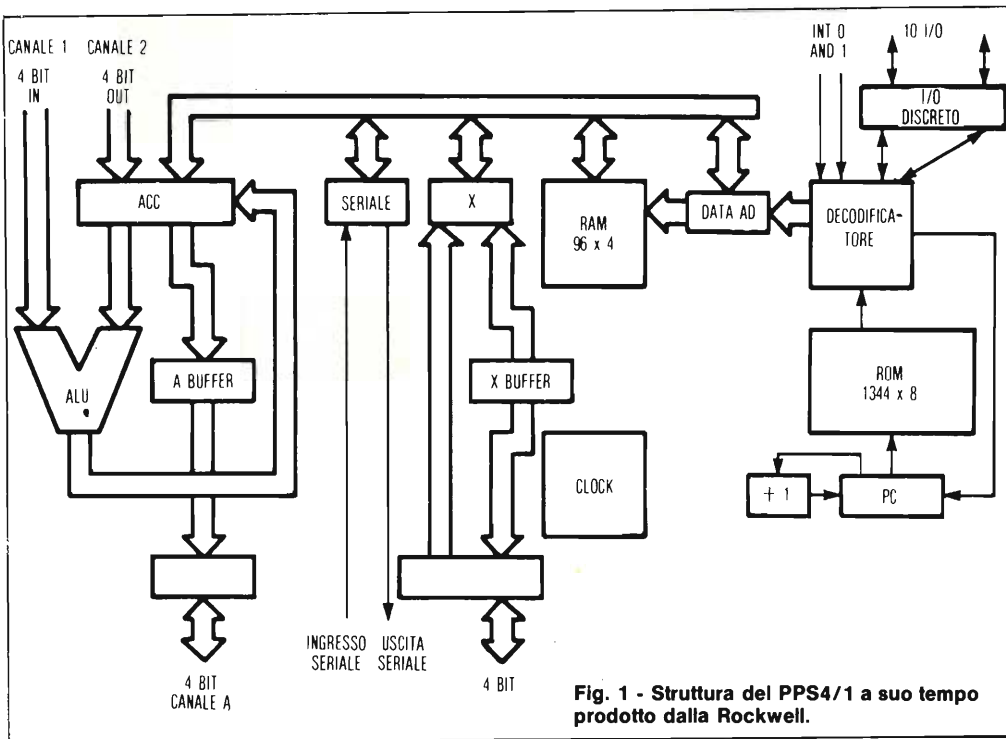 CANALE 1
4 BIT
IN
CANALE 2
4 BIT
OUT
INT 0
AND 1
10 I/O
I/O
DISCRETO
ACC
SERIALE
X
RAM
96 x 4
DATA AD
DECODIFICA-
TORE
ALU
A BUFFER
X BUFFER
ROM
1344 x 8
CLOCK
+ 1
PC
INGRESSO
SERIALE
USCITA
SERIALE
4 BIT
CANALE A
4 BIT
Fig. 1 - Struttura del PPS4/1 a suo tempo
prodotto dalla Rockwell.